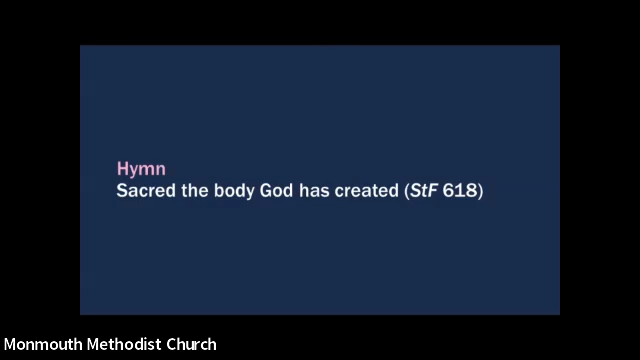 Hymn
Sacred the body God has created (StF 618)
Monmouth Methodist Church